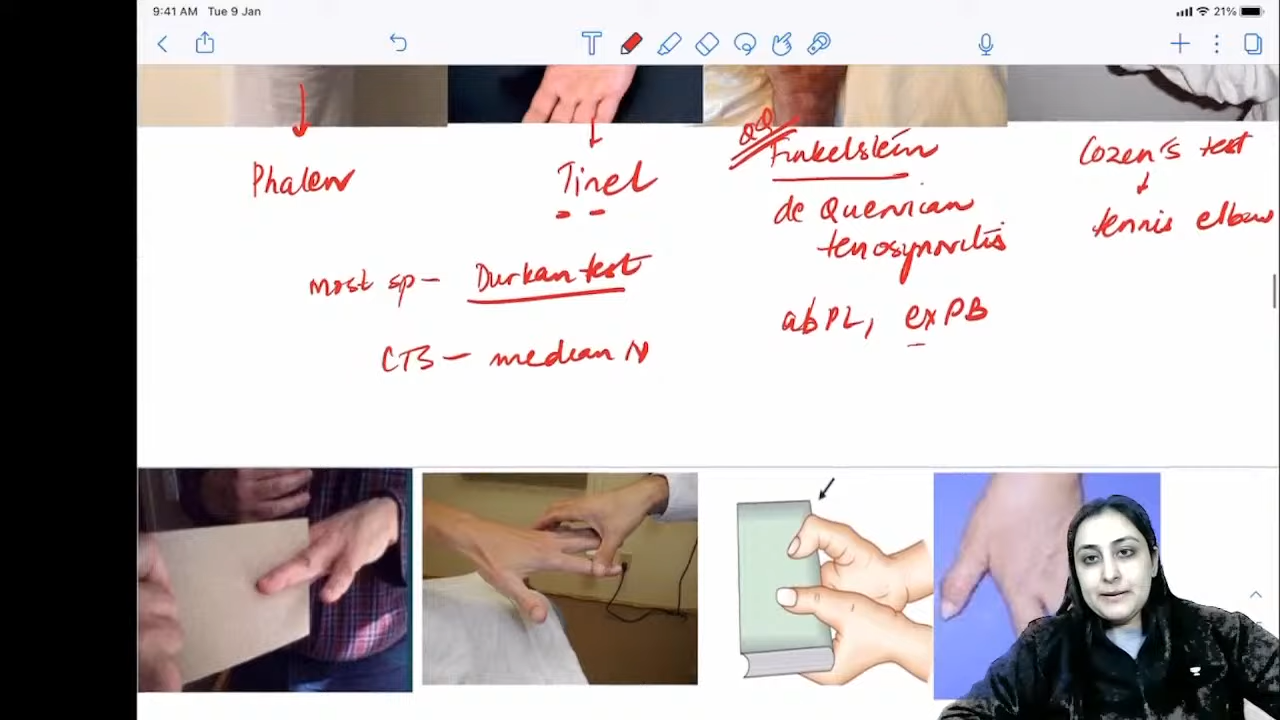 9:41 AM Tue 9 Jan
21%
Phalen
Tinel
QQ
Finkelstein
de Quervian
tenosynovitis
abPL, exPB
Cozen's test
tennis elbow
most sp - Durkan test
CTS - median N